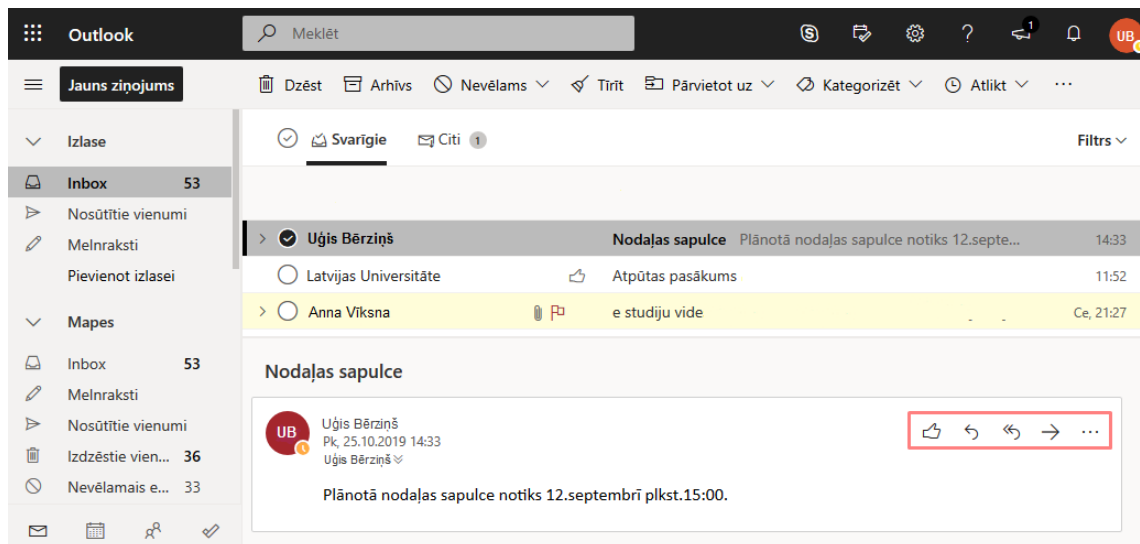 Outlook Meklēt 1 UB
Jauns ziņojums Dzēst Arhīvs Nevēlams Tīrīt Pārvietot uz Kategorizēt Atlikt ...
Izlase Svarīgie Citi 1 Filtrs
Inbox 53
Nosūtītie vienumi
Melnraksti
Pievienot izlasei
Mapes
Inbox 53
Melnraksti
Nosūtītie vienumi
Izdzēstie vien... 36
Nevēlamais e... 33
Uģis Bērziņš Nodaļas sapulce Plānotā nodaļas sapulce notiks 12.septe... 14:33
Latvijas Universitāte Atpūtas pasākums 11:52
Anna Vīksna e studiju vide Ce, 21:27
Nodaļas sapulce
UB Uģis Bērziņš
Pk, 25.10.2019 14:33
Uģis Bērziņš
Plānotā nodaļas sapulce notiks 12.septembrī plkst.15:00.